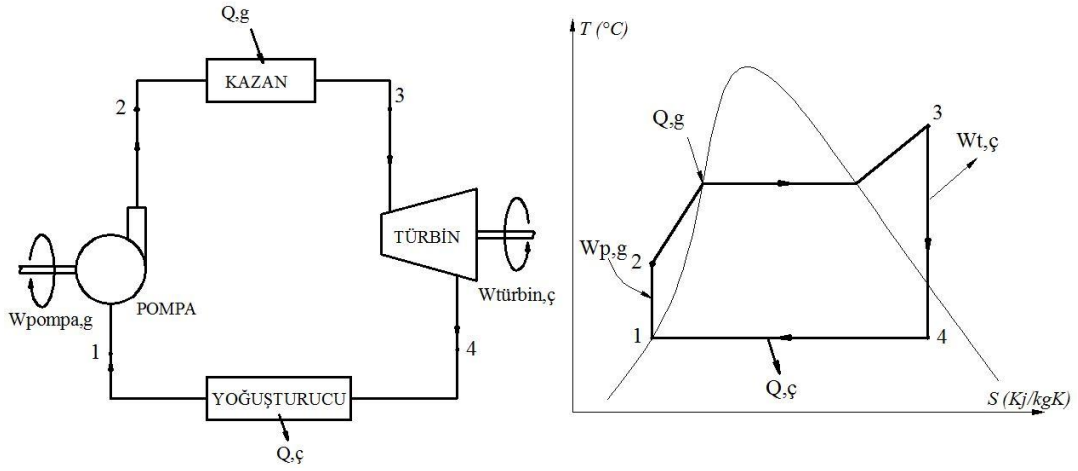 Q,g
KAZAN
2
3
TÜRBİN
Wtürbin,ç
Wpompa,g
POMPA
1
4
YOĞUŞTURUCU
Q,ç
T (°C)
3
Q,g
Wt,ç
Wp,g
2
1
4
Q,ç
S (Kj/kgK)